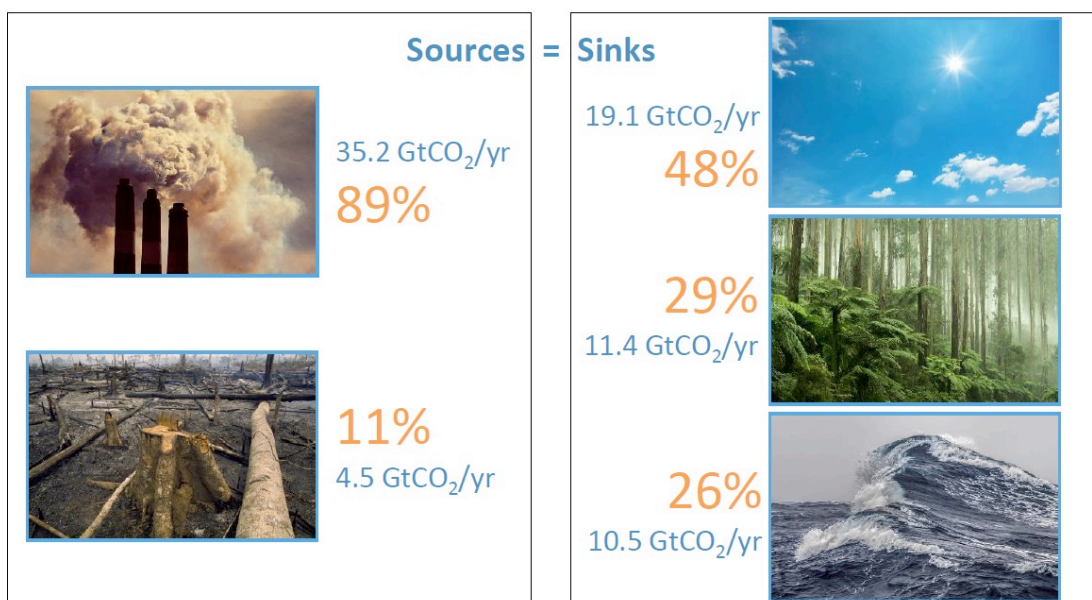 Sources = Sinks
35.2 GtCO₂/yr
89%
11%
4.5 GtCO₂/yr
19.1 GtCO₂/yr
48%
29%
11.4 GtCO₂/yr
26%
10.5 GtCO₂/yr